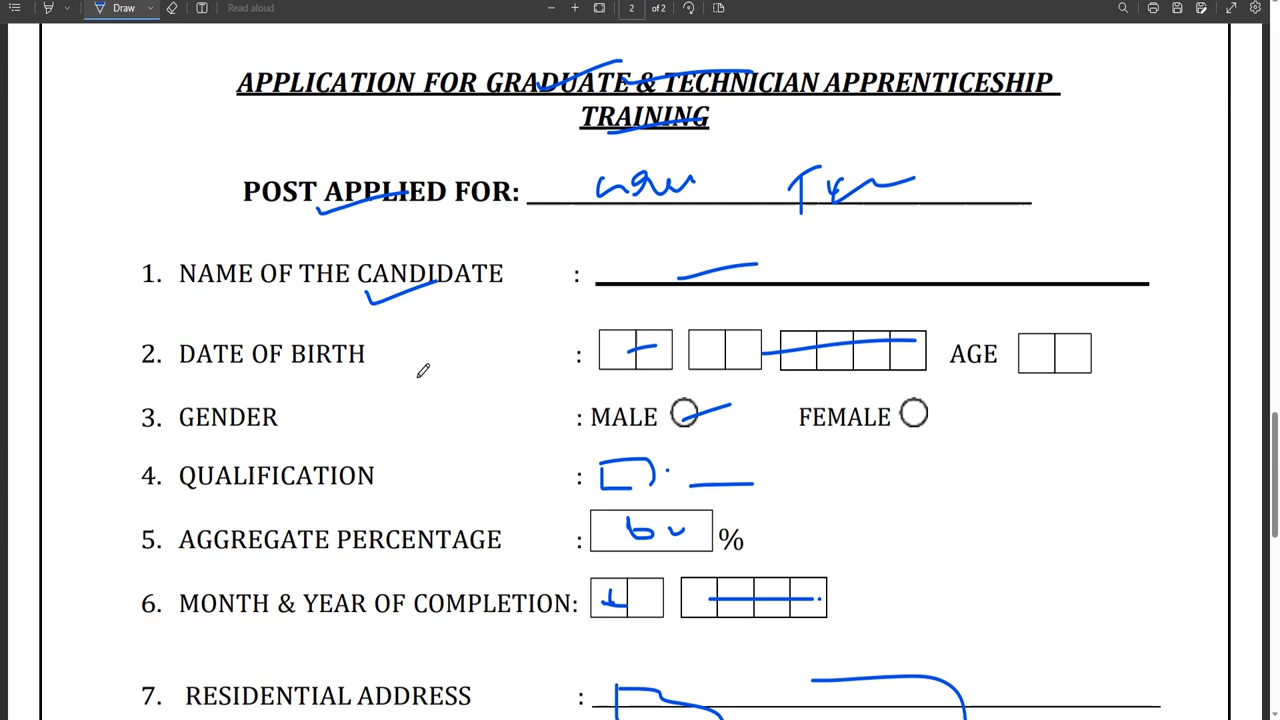 Draw
Read aloud
2 of 2
APPLICATION FOR GRADUATE & TECHNICIAN APPRENTICESHIP
TRAINING
POST APPLIED FOR:
1. NAME OF THE CANDIDATE :
2. DATE OF BIRTH : AGE
3. GENDER : MALE FEMALE
4. QUALIFICATION :
5. AGGREGATE PERCENTAGE : %
6. MONTH & YEAR OF COMPLETION:
7. RESIDENTIAL ADDRESS :